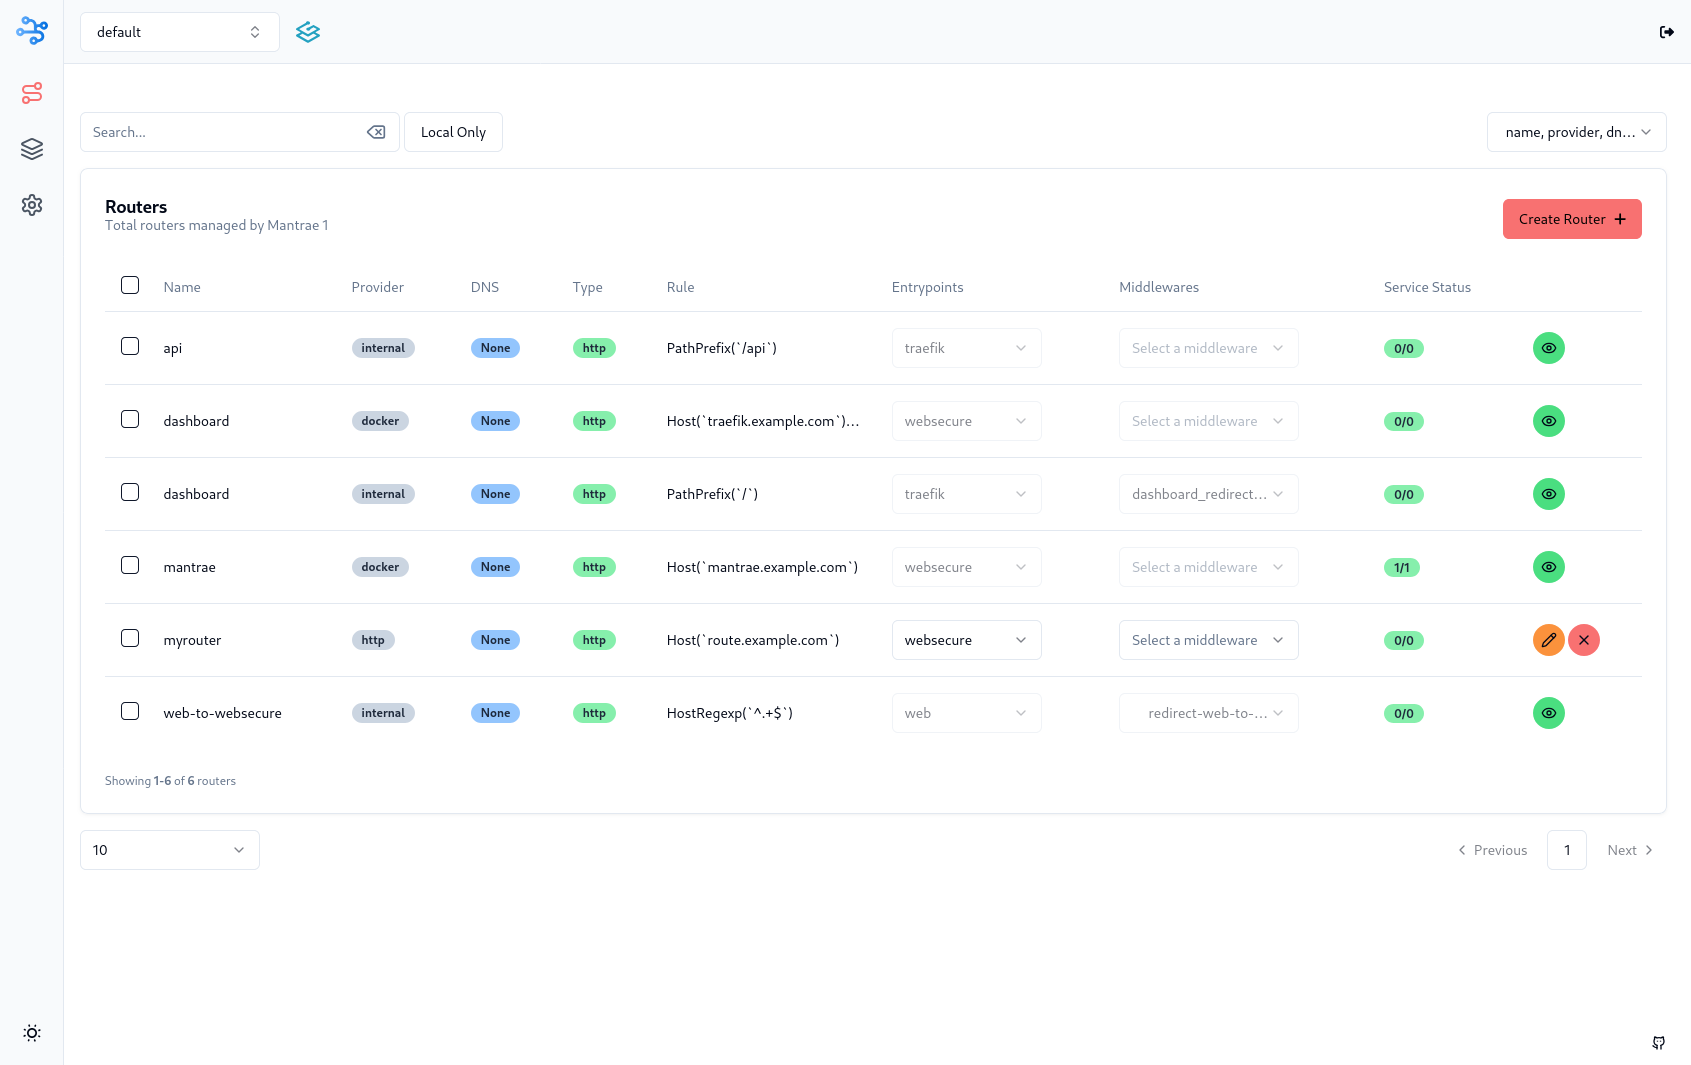 default
Search...
Local Only
name, provider, dn...
Routers
Total routers managed by Mantrae 1
Create Router
Name Provider DNS Type Rule Entrypoints Middlewares Service Status
api internal None http PathPrefix(`/api`) traefik Select a middleware 0/0
dashboard docker None http Host(`traefik.example.com`)... websecure Select a middleware 0/0
dashboard internal None http PathPrefix(`/`) traefik dashboard_redirect... 0/0
mantrae docker None http Host(`mantrae.example.com`) websecure Select a middleware 1/1
myrouter http None http Host(`route.example.com`) websecure Select a middleware 0/0
web-to-websecure internal None http HostRegexp(`^.+$`) web redirect-web-to-... 0/0
Showing 1-6 of 6 routers
10
Previous 1 Next